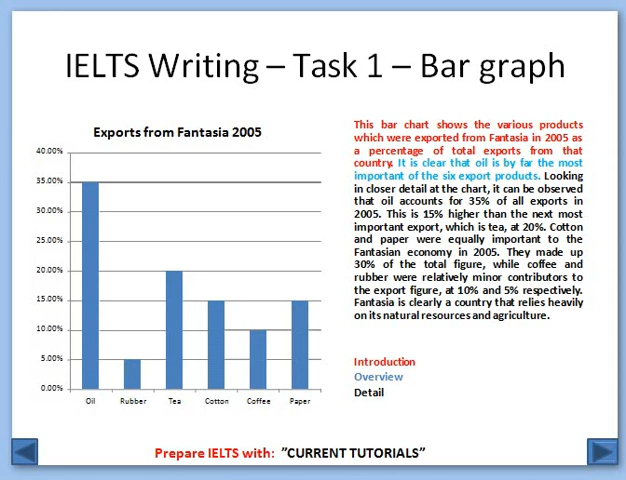 IELTS Writing – Task 1 – Bar graph
Exports from Fantasia 2005
40.00%
35.00%
30.00%
25.00%
20.00%
15.00%
10.00%
5.00%
0.00%
Oil Rubber Tea Cotton Coffee Paper
This bar chart shows the various products
which were exported from Fantasia in 2005 as
a percentage of total exports from that
country. It is clear that oil is by far the most
important of the six export products. Looking
in closer detail at the chart, it can be observed
that oil accounts for 35% of all exports in
2005. This is 15% higher than the next most
important export, which is tea, at 20%. Cotton
and paper were equally important to the
Fantasian economy in 2005. They made up
30% of the total figure, while coffee and
rubber were relatively minor contributors to
the export figure, at 10% and 5% respectively.
Fantasia is clearly a country that relies heavily
on its natural resources and agriculture.
Introduction
Overview
Detail
Prepare IELTS with: ”CURRENT TUTORIALS”